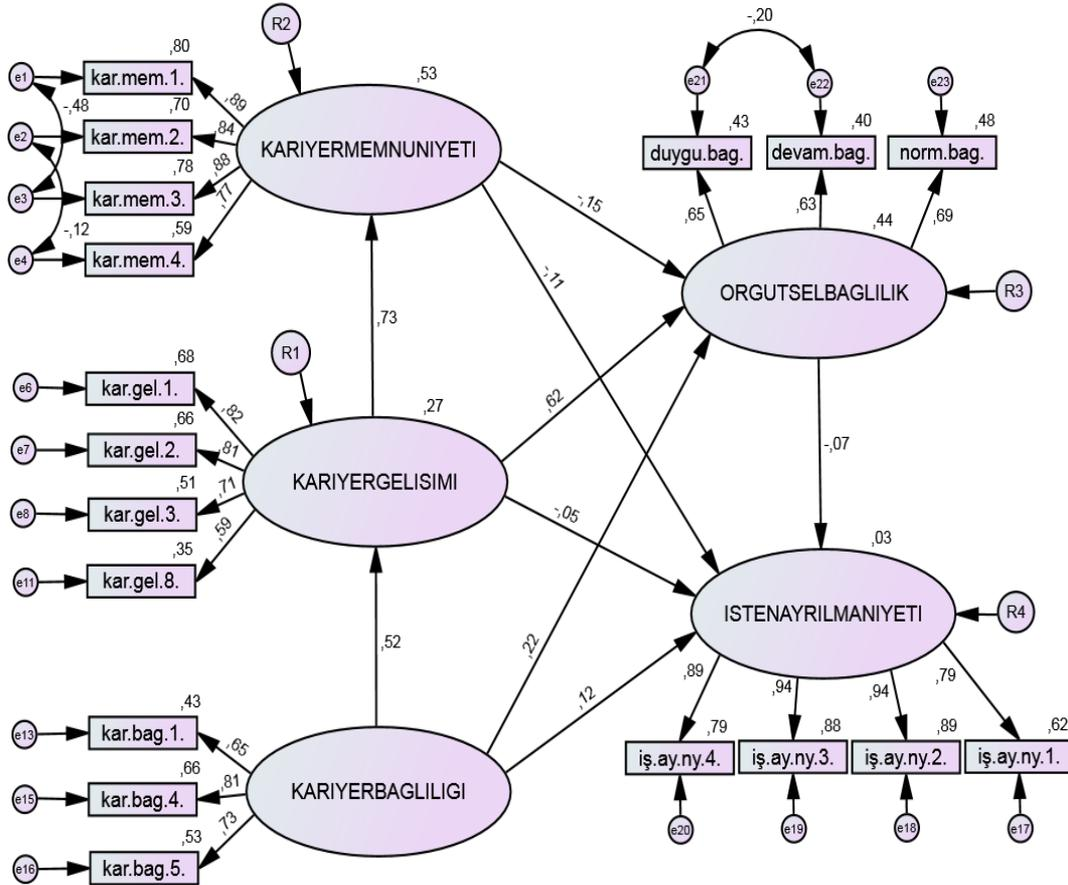 R2
,80
,53
e1
kar.mem.1.
-,48
,70
,89
e2
kar.mem.2.
,84
KARIYERMEMNUNIYETI
,78
,88
e3
kar.mem.3.
-,12
,59
,77
e4
kar.mem.4.
-,20
e21
e22
e23
,43
,40
,48
duygu.bag.
devam.bag.
norm.bag.
,65
,63
,69
,44
ORGUTSELBAGLILIK
R3
-,15
-,11
,73
R1
,68
,27
e6
kar.gel.1.
,82
,66
e7
kar.gel.2.
,81
KARIYERGELISIMI
,51
,71
e8
kar.gel.3.
,35
,59
e11
kar.gel.8.
,62
-,05
-,07
,03
ISTENAYRILMANIYETI
R4
,52
,22
,12
,43
e13
kar.bag.1.
,65
,66
e15
kar.bag.4.
,81
KARIYERBAGLILIGI
,53
,73
e16
kar.bag.5.
,89
,94
,94
,79
,79
,88
,89
,62
iş.ay.ny.4.
iş.ay.ny.3.
iş.ay.ny.2.
iş.ay.ny.1.
e20
e19
e18
e17